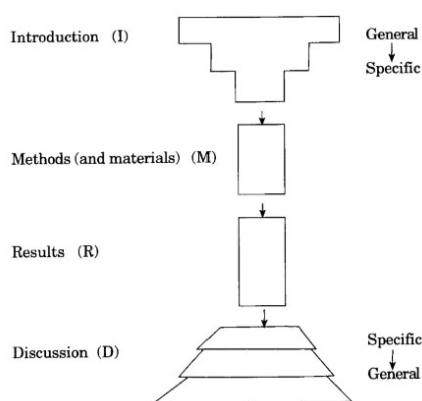 Introduction (I)
General
Specific
Methods (and materials) (M)
Results (R)
Discussion (D)
Specific
General